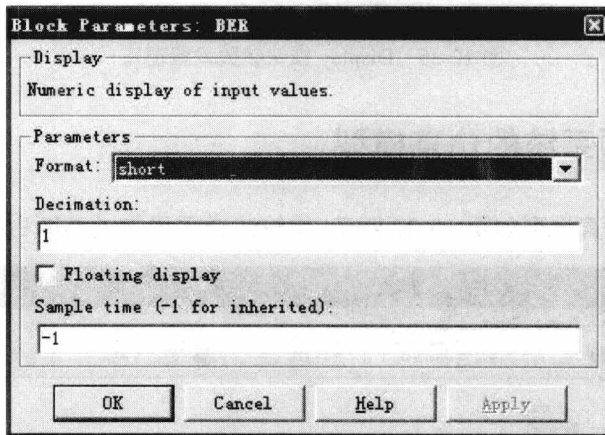 Block Parameters: BER
Display
Numeric display of input values.
Parameters
Format: short
Decimation:
1
Floating display
Sample time (-1 for inherited):
-1
OK Cancel Help Apply